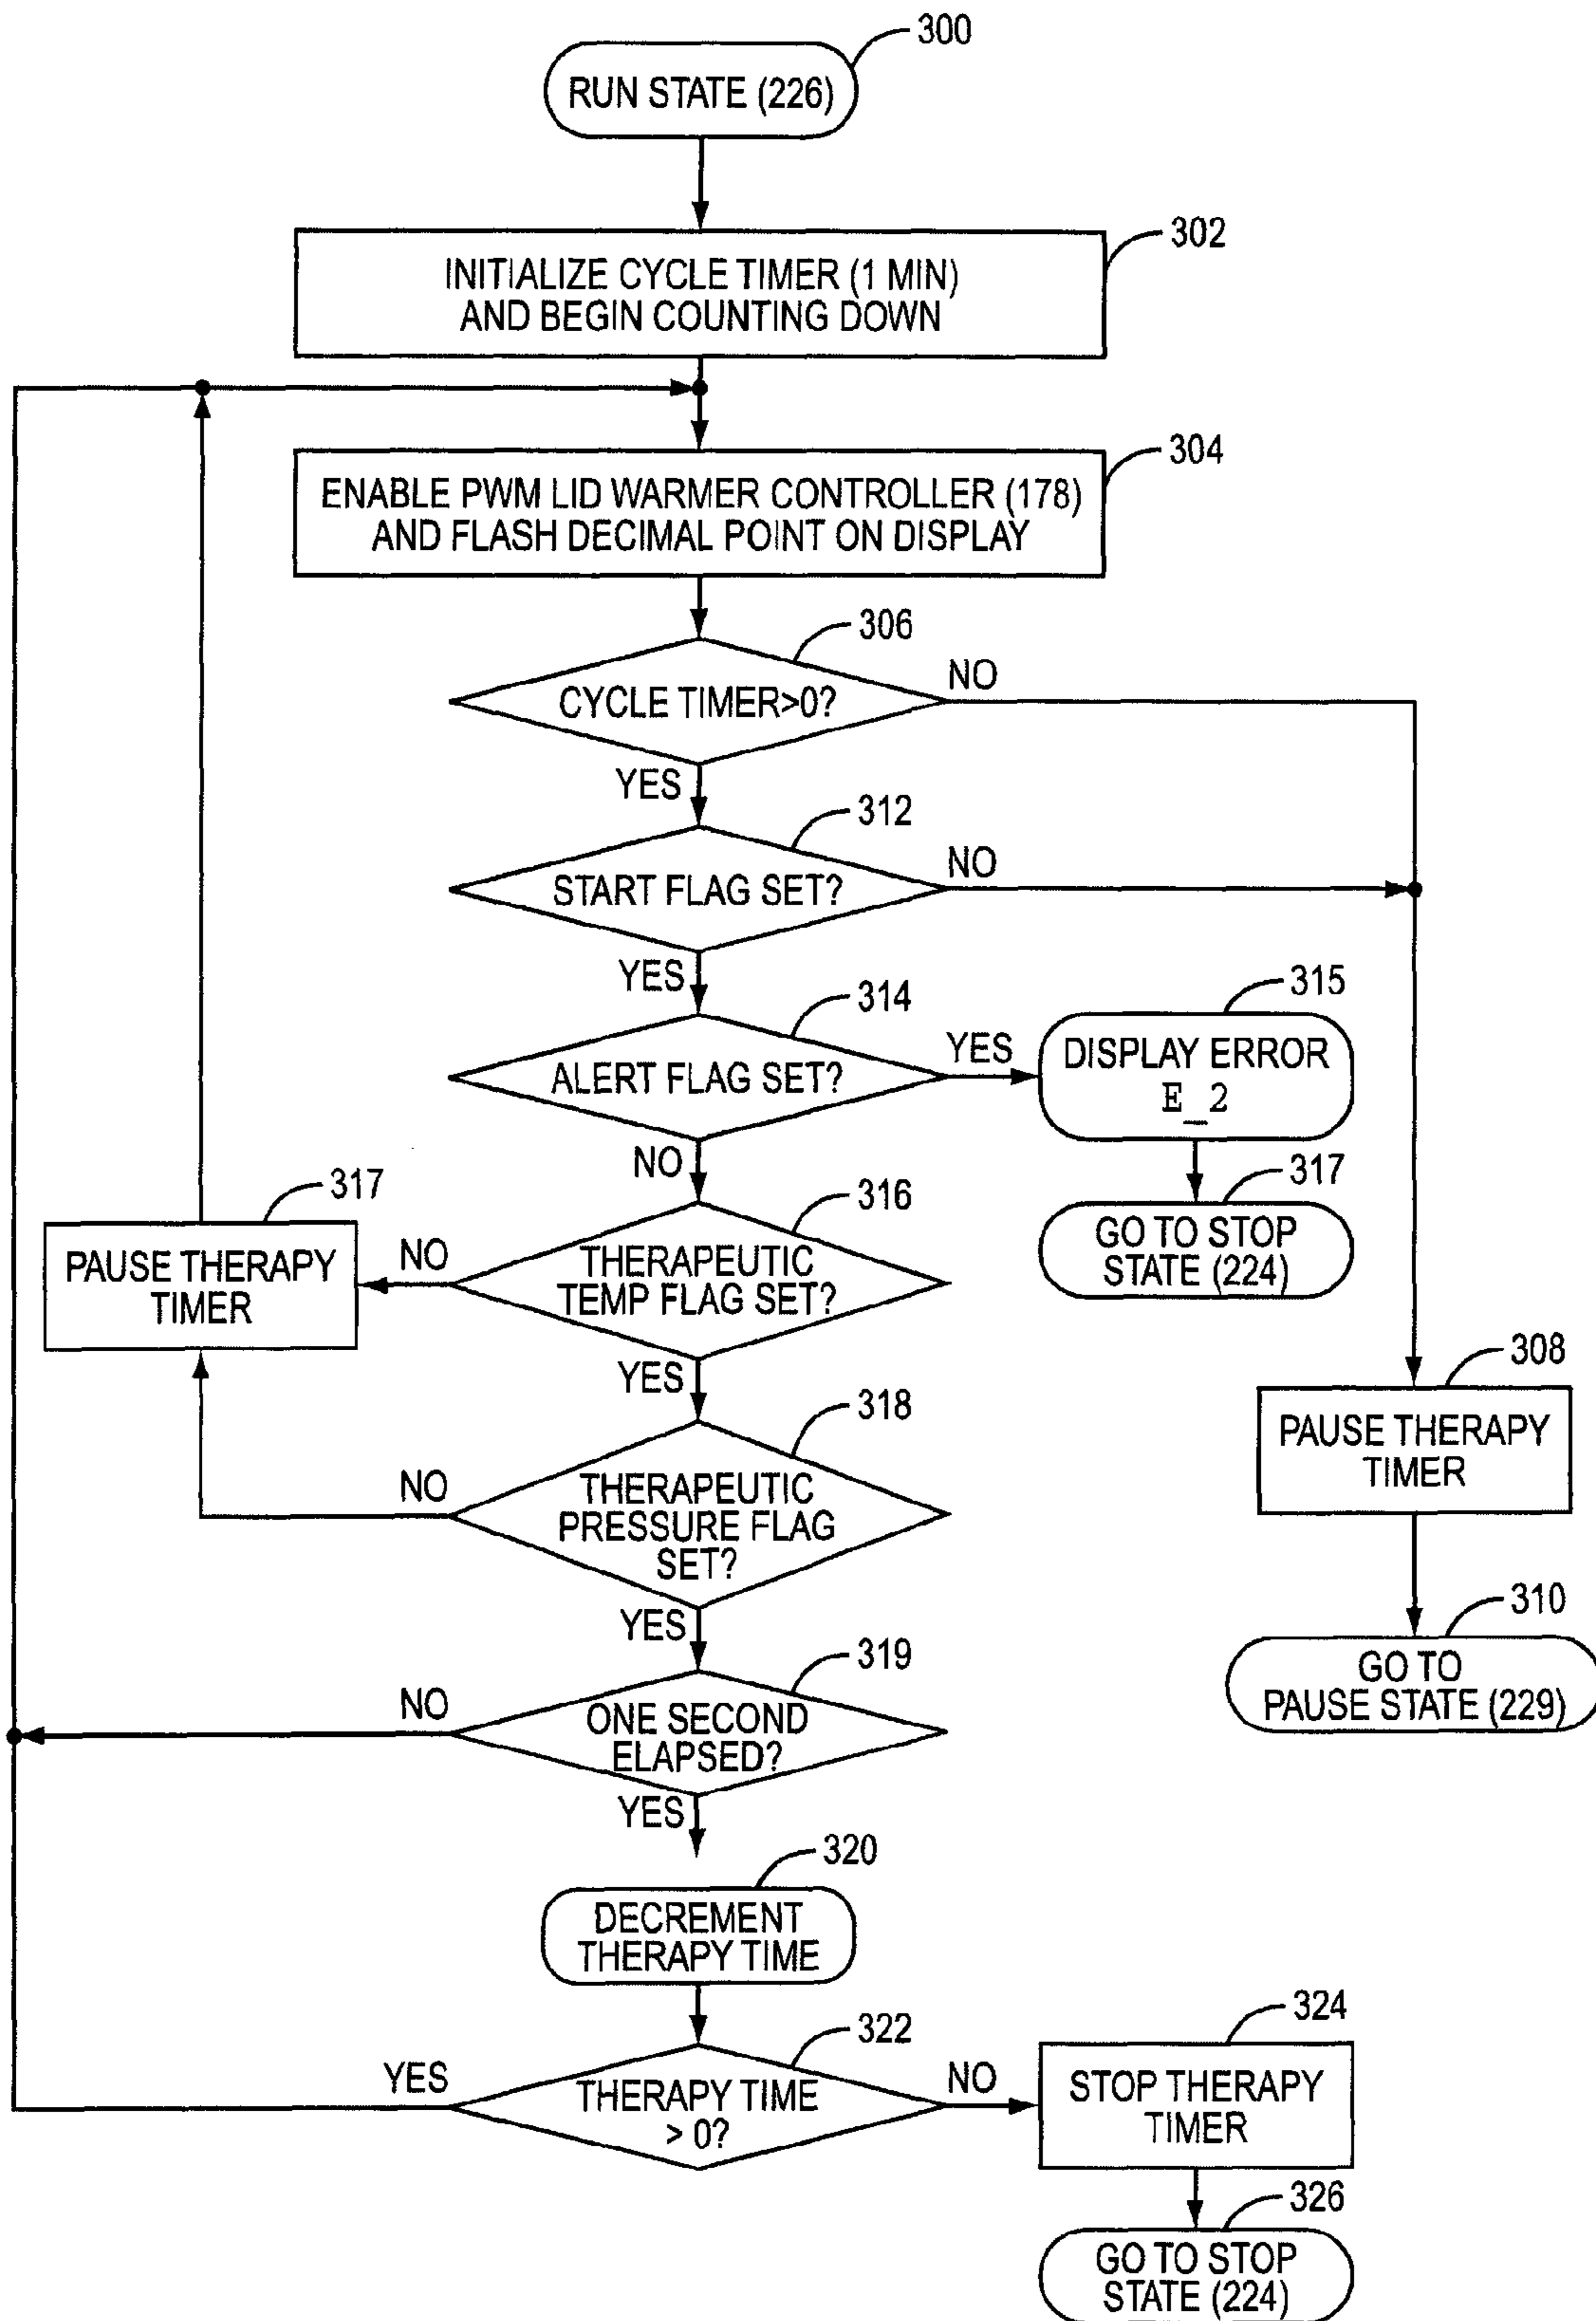 300
RUN STATE (226)
302
INITIALIZE CYCLE TIMER (1 MIN)
AND BEGIN COUNTING DOWN
304
ENABLE PWM LID WARMER CONTROLLER (178)
AND FLASH DECIMAL POINT ON DISPLAY
306
CYCLE TIMER>0?
NO
YES
312
START FLAG SET?
NO
YES
314
ALERT FLAG SET?
YES
315
DISPLAY ERROR
E_2
NO
317
GO TO STOP
STATE (224)
316
THERAPEUTIC
TEMP FLAG SET?
NO
317
PAUSE THERAPY
TIMER
YES
308
PAUSE THERAPY
TIMER
318
THERAPEUTIC
PRESSURE FLAG
SET?
NO
YES
310
GO TO
PAUSE STATE (229)
319
ONE SECOND
ELAPSED?
NO
YES
320
DECREMENT
THERAPY TIME
322
THERAPY TIME
> 0?
YES
NO
324
STOP THERAPY
TIMER
326
GO TO STOP
STATE (224)